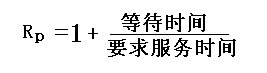 Rp = 1 + 等待时间
要求服务时间